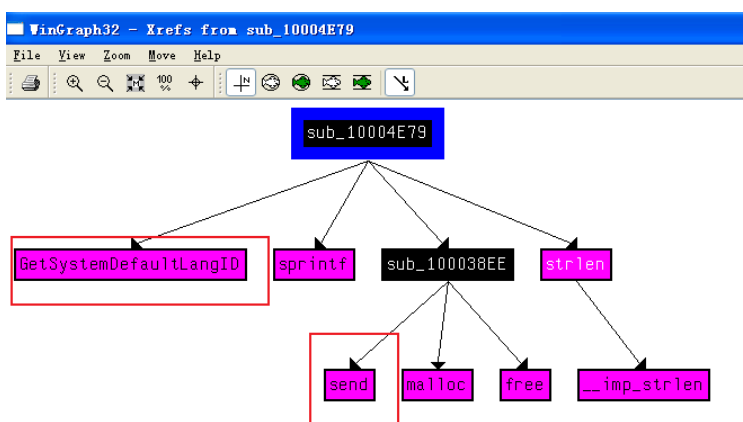 WinGraph32 - Xrefs from sub_10004E79
File View Zoom Move Help
100
%
N
sub_10004E79
GetSystemDefaultLangID sprintf sub_100038EE strlen
send malloc free __imp_strlen